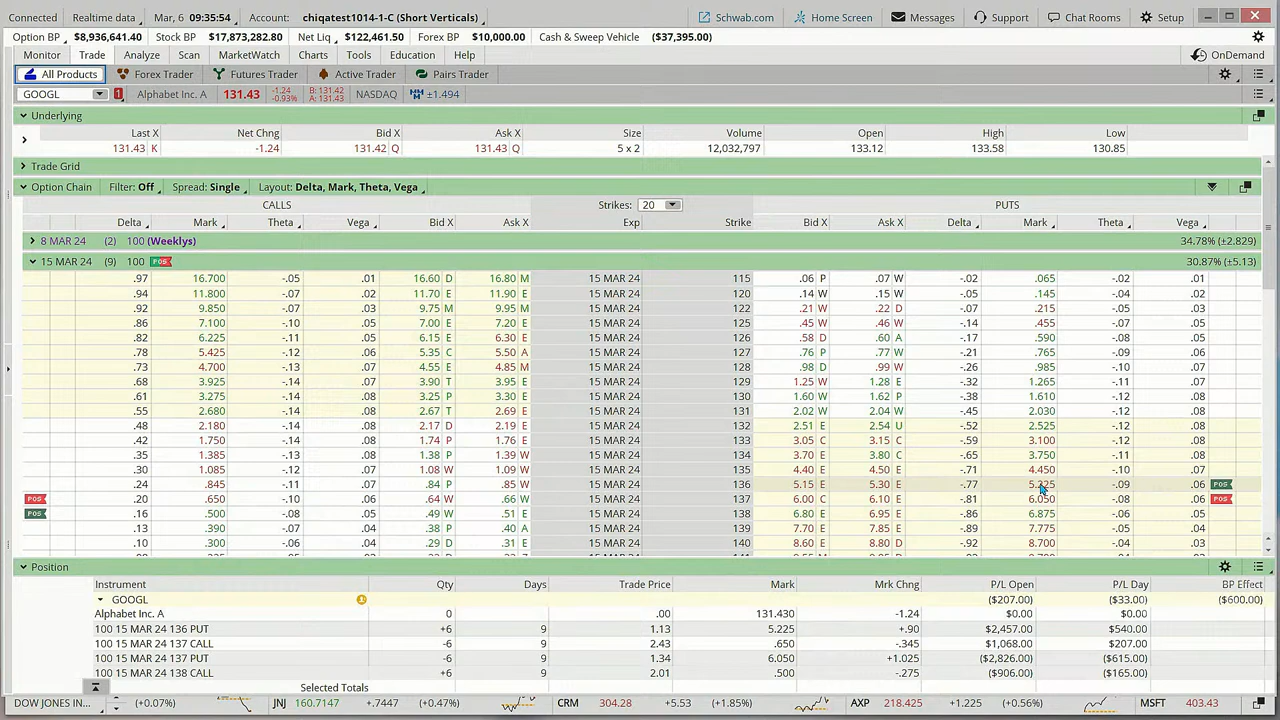 Connected Realtime data Mar, 6 09:35:54 Account: chiqatest1014-1-C (Short Verticals) Schwab.com Home Screen Messages Support Chat Rooms Setup
Option BP $8,936,641.40 Stock BP $17,873,282.80 Net Liq $122,461.50 Forex BP $10,000.00 Cash & Sweep Vehicle ($37,395.00)
Monitor Trade Analyze Scan MarketWatch Charts Tools Education Help OnDemand
All Products Forex Trader Futures Trader Active Trader Pairs Trader
GOOGL 1 Alphabet Inc. A 131.43 -1.24 -0.93% B: 131.42 A: 131.43 NASDAQ ±1.494
Underlying
Last X Net Chng Bid X Ask X Size Volume Open High Low
131.43 K -1.24 131.42 Q 131.43 Q 5 x 2 12,032,797 133.12 133.58 130.85
Trade Grid
Option Chain Filter: Off Spread: Single Layout: Delta, Mark, Theta, Vega
CALLS Strikes: 20 PUTS
Delta Mark Theta Vega Bid X Ask X Exp Strike Bid X Ask X Delta Mark Theta Vega
8 MAR 24 (2) 100 (Weeklys) 34.78% (±2.829)
15 MAR 24 (9) 100 POS 30.87% (±5.13)
.97 16.700 -.05 .01 16.60 D 16.80 M 15 MAR 24 115 .06 P .07 W -.02 .065 -.02 .01
.94 11.800 -.07 .02 11.70 E 11.90 E 15 MAR 24 120 .14 W .15 W -.05 .145 -.04 .02
.92 9.850 -.07 .03 9.75 M 9.95 M 15 MAR 24 122 .21 W .22 D -.07 .215 -.05 .03
.86 7.100 -.10 .05 7.00 E 7.20 E 15 MAR 24 125 .45 W .46 W -.14 .455 -.07 .05
.82 6.225 -.11 .05 6.15 E 6.30 E 15 MAR 24 126 .58 D .60 A -.17 .590 -.08 .05
.78 5.425 -.12 .06 5.35 C 5.50 A 15 MAR 24 127 .76 P .77 W -.21 .765 -.09 .06
.73 4.700 -.13 .07 4.55 E 4.85 M 15 MAR 24 128 .98 D .99 W -.26 .985 -.10 .07
.68 3.925 -.14 .07 3.90 T 3.95 E 15 MAR 24 129 1.25 W 1.28 E -.32 1.265 -.11 .07
.61 3.275 -.14 .08 3.25 P 3.30 E 15 MAR 24 130 1.60 W 1.62 P -.38 1.610 -.12 .08
.55 2.680 -.14 .08 2.67 T 2.69 E 15 MAR 24 131 2.02 W 2.04 W -.45 2.030 -.12 .08
.48 2.180 -.14 .08 2.17 D 2.19 E 15 MAR 24 132 2.51 E 2.54 U -.52 2.525 -.12 .08
.42 1.750 -.14 .08 1.74 P 1.76 E 15 MAR 24 133 3.05 C 3.15 C -.59 3.100 -.12 .08
.35 1.385 -.13 .08 1.38 P 1.39 W 15 MAR 24 134 3.70 E 3.80 C -.65 3.750 -.11 .08
.30 1.085 -.12 .07 1.08 W 1.09 W 15 MAR 24 135 4.40 E 4.50 E -.71 4.450 -.10 .07
.24 .845 -.11 .07 .84 P .85 W 15 MAR 24 136 5.15 E 5.30 E -.77 5.225 -.09 .06 POS
POS .20 .650 -.10 .06 .64 W .66 W 15 MAR 24 137 6.00 C 6.10 E -.81 6.050 -.08 .06 POS
POS .16 .500 -.08 .06 .49 W .51 E 15 MAR 24 138 6.80 E 6.95 E -.86 6.875 -.06 .05
.13 .390 -.07 .04 .38 P .40 A 15 MAR 24 139 7.70 E 7.85 E -.89 7.775 -.05 .04
.10 .300 -.06 .04 .29 D .31 E 15 MAR 24 140 8.60 E 8.80 D -.92 8.700 -.04 .03
Position
Instrument Qty Days Trade Price Mark Mrk Chng P/L Open P/L Day BP Effect
GOOGL ($207.00) ($33.00) ($600.00)
Alphabet Inc. A 0 .00 131.430 -1.24 $0.00 $0.00
100 15 MAR 24 136 PUT +6 9 1.13 5.225 +.90 $2,457.00 $540.00
100 15 MAR 24 137 CALL -6 9 2.43 .650 -.345 $1,068.00 $207.00
100 15 MAR 24 137 PUT -6 9 1.34 6.050 +1.025 ($2,826.00) ($615.00)
100 15 MAR 24 138 CALL +6 9 2.01 .500 -.275 ($906.00) ($165.00)
Selected Totals
DOW JONES IN... (+0.07%) JNJ 160.7147 +.7447 (+0.47%) CRM 304.28 +5.53 (+1.85%) AXP 218.425 +1.225 (+0.56%) MSFT 403.43